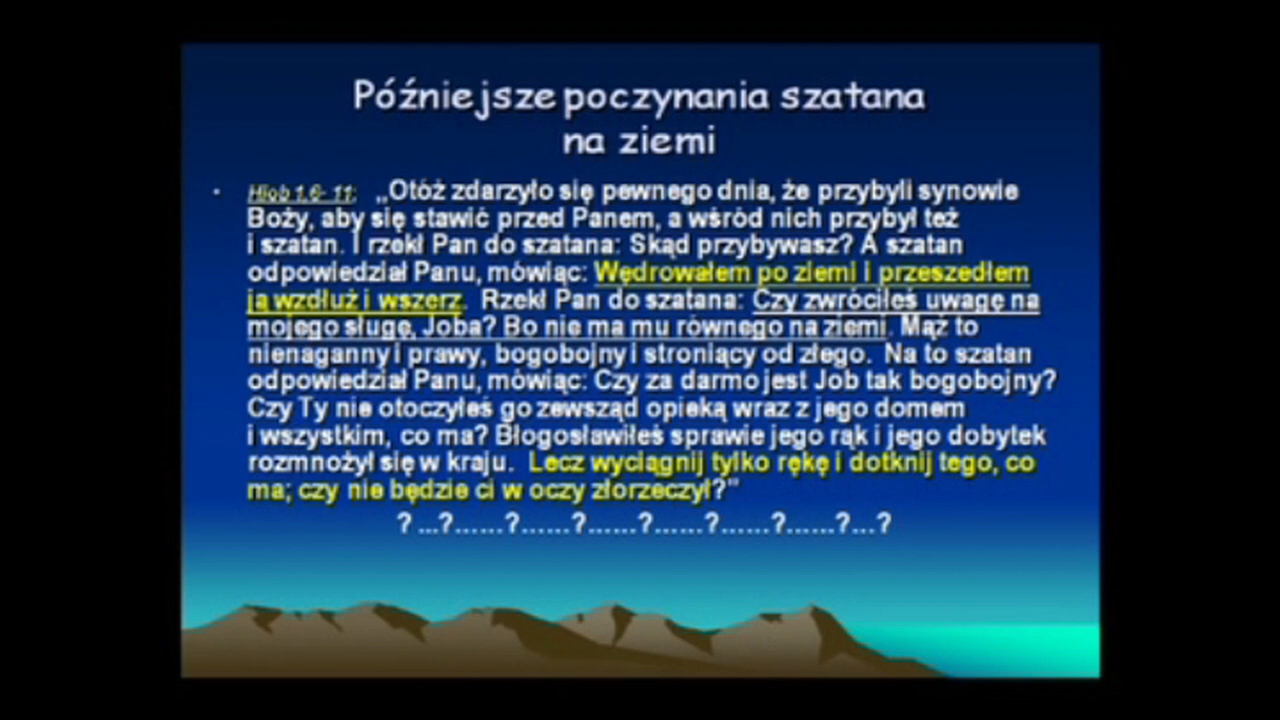 Późniejsze poczynania szatana
na ziemi
• Hiob 1.6- 11: „Otóż zdarzyło się pewnego dnia, że przybyli synowie
Boży, aby się stawić przed Panem, a wśród nich przybył też
i szatan. I rzekł Pan do szatana: Skąd przybywasz? A szatan
odpowiedział Panu, mówiąc: Wędrowałem po ziemi i przeszedłem
ją wzdłuż i wszerz. Rzekł Pan do szatana: Czy zwróciłeś uwagę na
mojego sługę, Joba? Bo nie ma mu równego na ziemi. Mąż to
nienaganny i prawy, bogobojny i stroniący od złego. Na to szatan
odpowiedział Panu, mówiąc: Czy za darmo jest Job tak bogobojny?
Czy Ty nie otoczyłeś go zewsząd opieką wraz z jego domem
i wszystkim, co ma? Błogosławiłeś sprawie jego rąk i jego dobytek
rozmnożył się w kraju. Lecz wyciągnij tylko rękę i dotknij tego, co
ma; czy nie będzie ci w oczy złorzeczył?"
? ...?......?......?......?......?......?......?...?